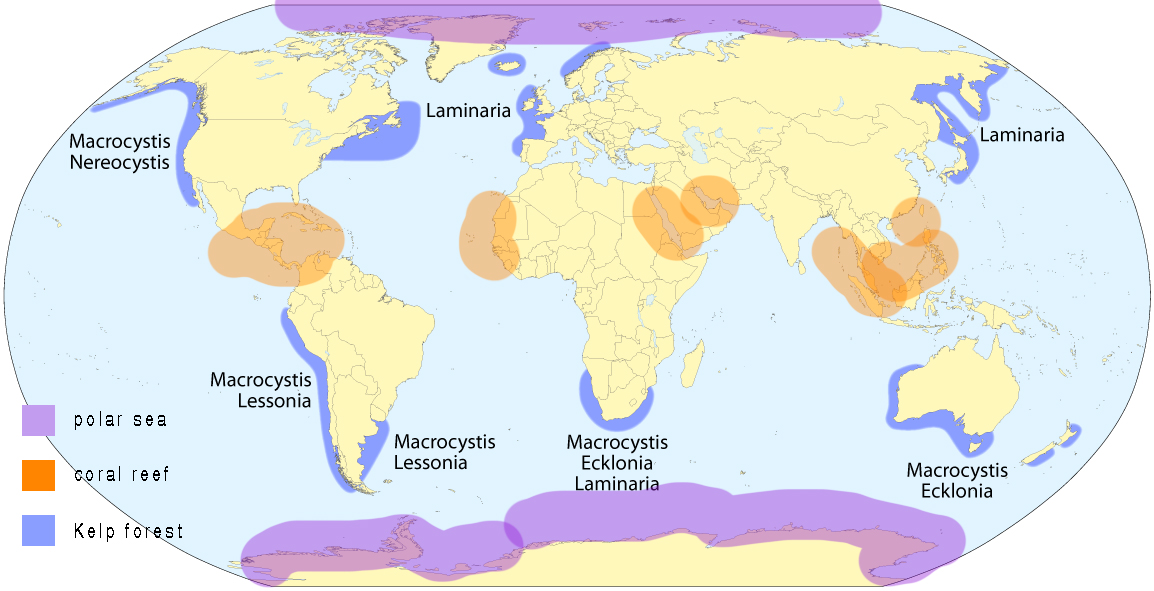 Laminaria
Macrocystis
Nereocystis
Laminaria
Macrocystis
Lessonia
polar sea
Macrocystis
Lessonia
Macrocystis
Ecklonia
Laminaria
Macrocystis
Ecklonia
coral reef
Kelp forest